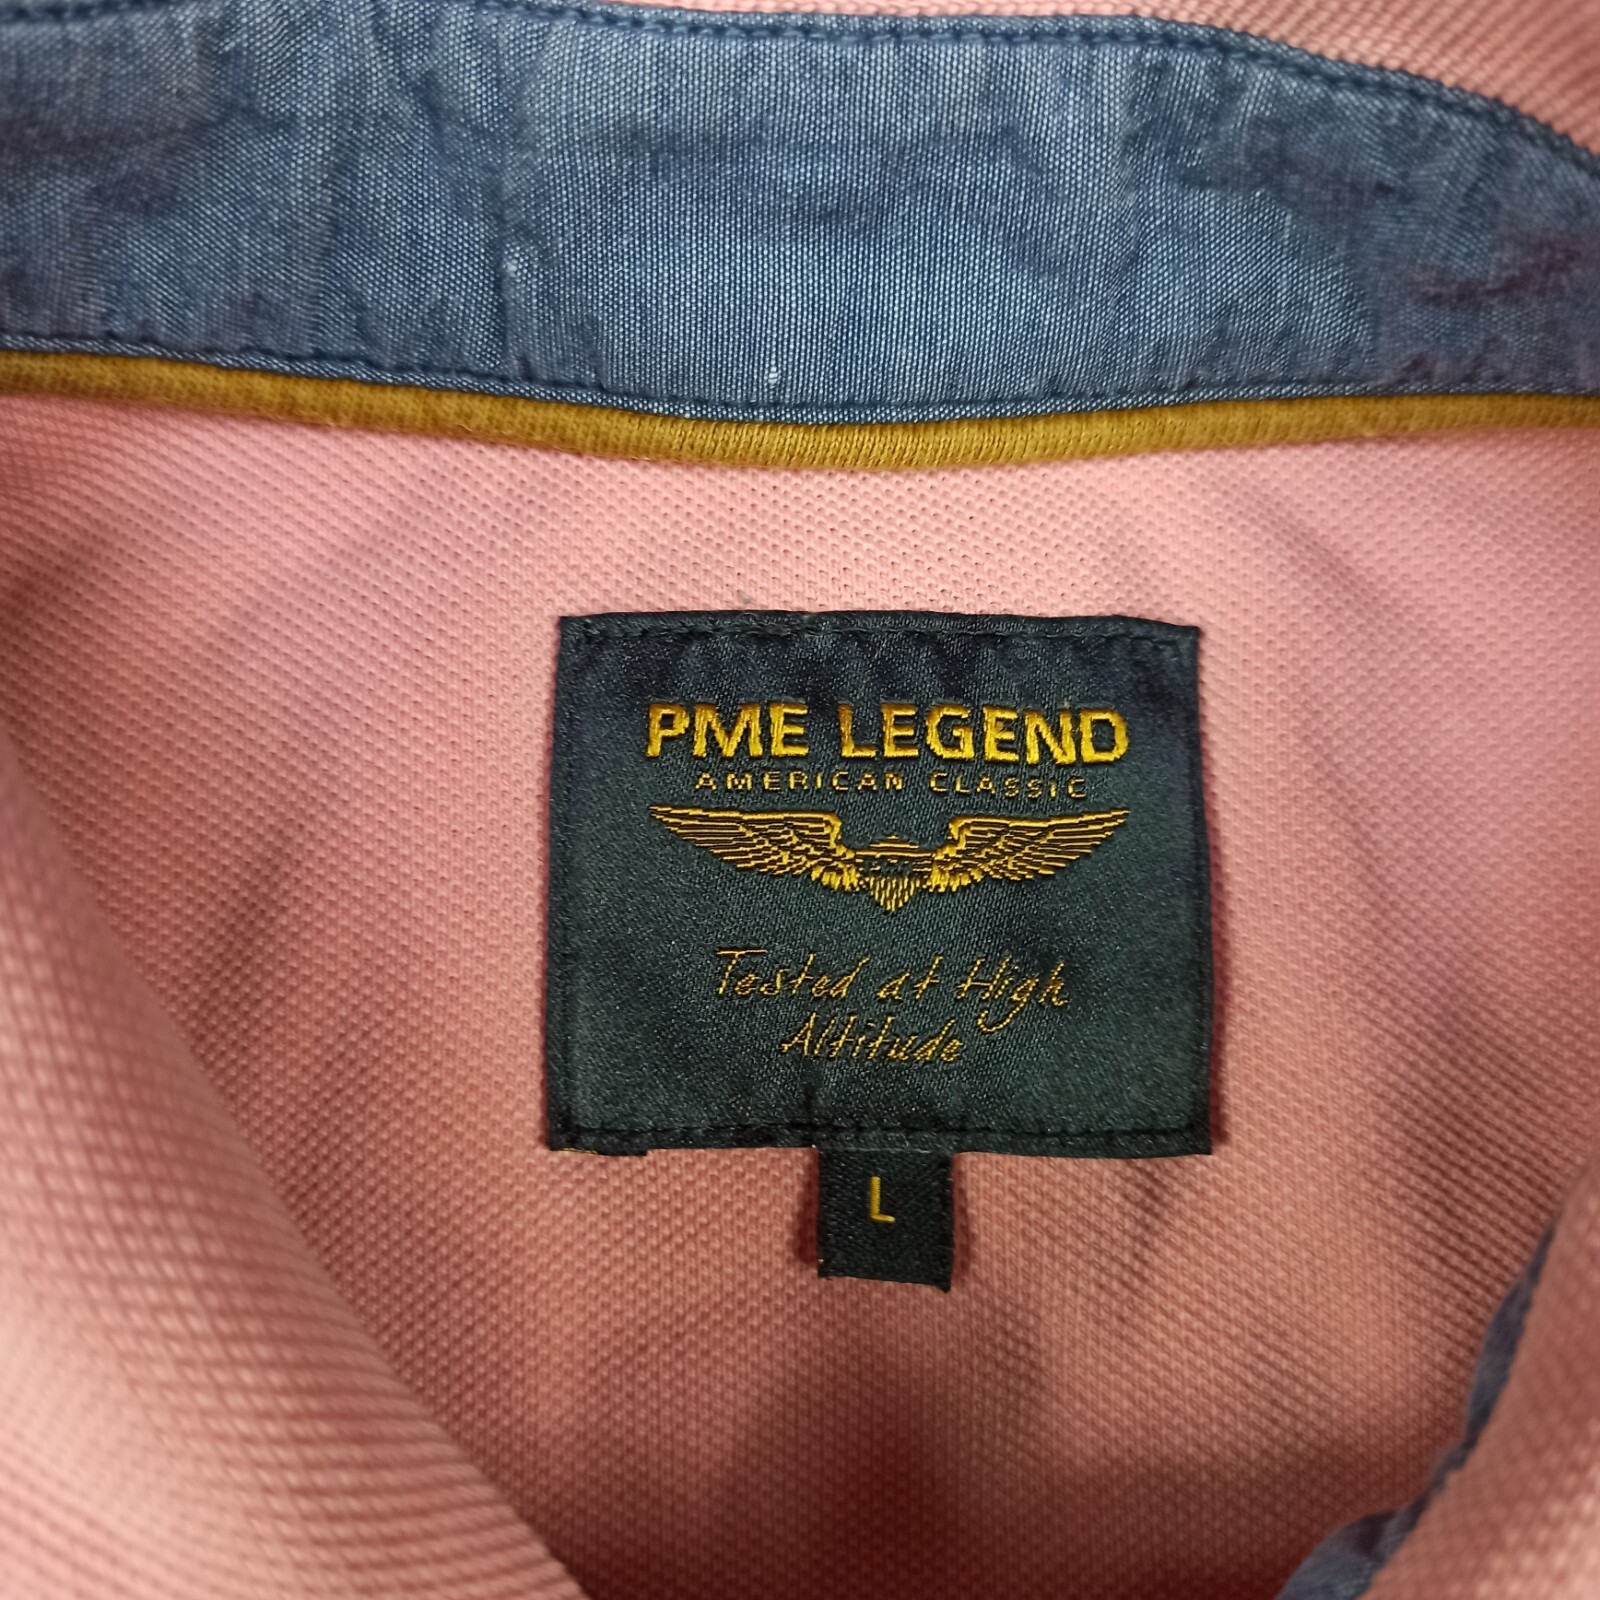 PME LEGEND
AMERICAN CLASSIC
Tested at High
Altitude
L